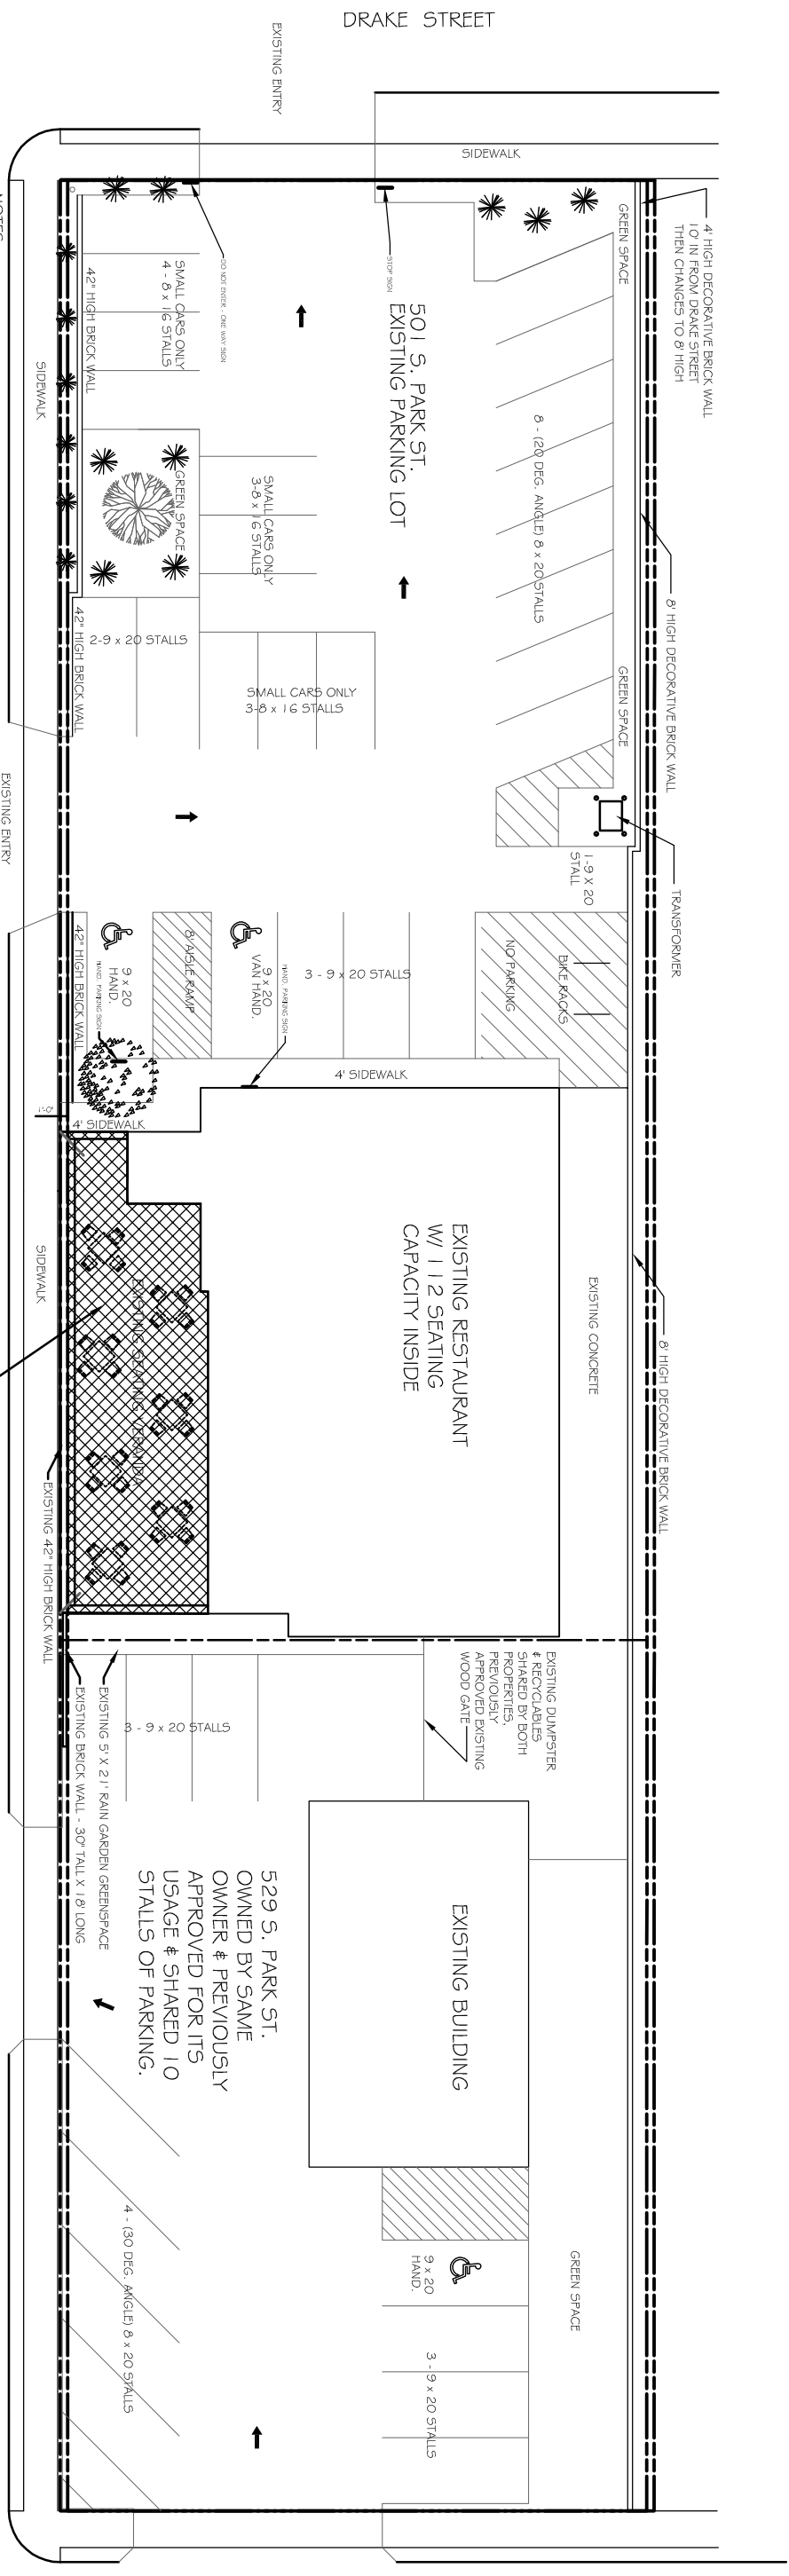 DRAKE STREET
EXISTING ENTRY
SIDEWALK
4' HIGH DECORATIVE BRICK WALL
10' IN FROM DRAKE STREET
THEN CHANGES TO 8' HIGH
GREEN SPACE
DO NOT ENTER - ONE WAY SIGN
STOP SIGN
SMALL CARS ONLY
4 - 8 x 16 STALLS
42" HIGH BRICK WALL
SIDEWALK
501 S. PARK ST.
EXISTING PARKING LOT
8 - (20 DEG. ANGLE) 8 x 20 STALLS
GREEN SPACE
SMALL CARS ONLY
3-8 x 16 STALLS
8' HIGH DECORATIVE BRICK WALL
42" HIGH BRICK WALL
2-9 x 20 STALLS
SMALL CARS ONLY
3-8 x 16 STALLS
GREEN SPACE
EXISTING ENTRY
1-9 X 20
STALL
TRANSFORMER
42" HIGH BRICK WALL
HAND. PARKING SIGN
9 x 20
HAND.
8' AISLE RAMP
9 x 20
VAN HAND.
HAND. PARKING SIGN
3 - 9 x 20 STALLS
NO PARKING
BIKE RACKS
4' SIDEWALK
1'-0"
4' SIDEWALK
SIDEWALK
EXISTING SEATING VERANDA
EXISTING RESTAURANT
W/ 112 SEATING
CAPACITY INSIDE
EXISTING CONCRETE
8' HIGH DECORATIVE BRICK WALL
EXISTING 42" HIGH BRICK WALL
EXISTING DUMPSTER
& RECYCLABLES
SHARED BY BOTH
PROPERTIES,
PREVIOUSLY
APPROVED EXISTING
WOOD GATE
EXISTING BRICK WALL - 30" TALL X 18' LONG
EXISTING 5' X 21' RAIN GARDEN GREENSPACE
3 - 9 x 20 STALLS
529 S. PARK ST.
OWNED BY SAME
OWNER & PREVIOUSLY
APPROVED FOR ITS
USAGE & SHARED 10
STALLS OF PARKING.
EXISTING BUILDING
4 - (30 DEG. ANGLE) 8 x 20 STALLS
9 x 20
HAND.
GREEN SPACE
3 - 9 x 20 STALLS